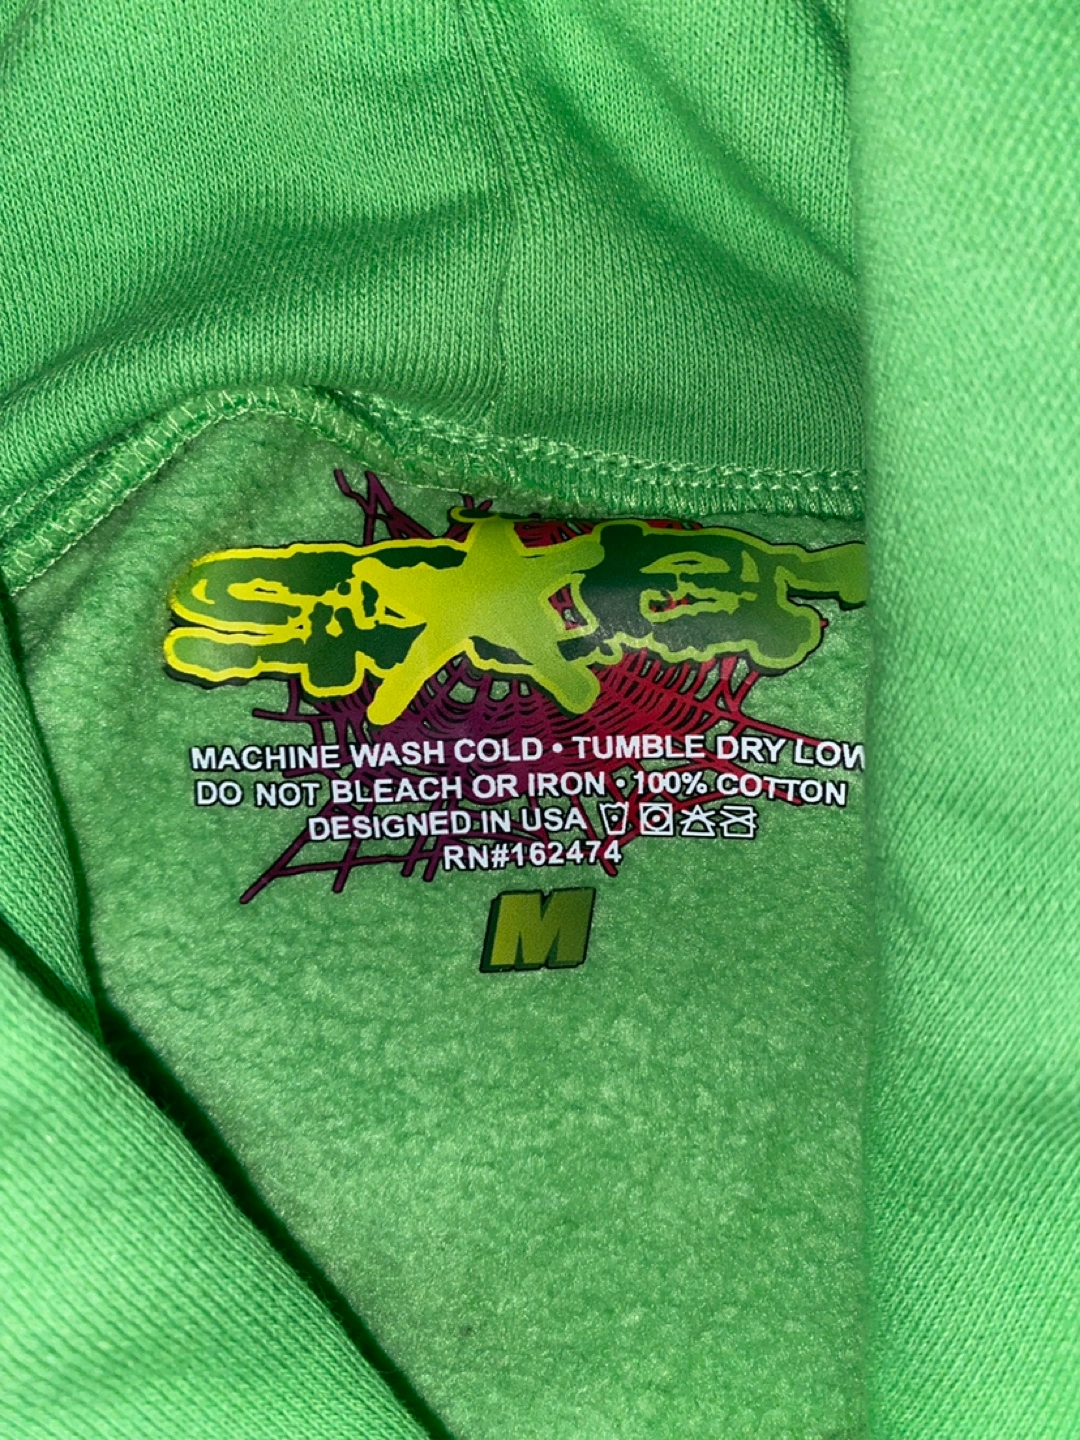 MACHINE WASH COLD • TUMBLE DRY LOW
DO NOT BLEACH OR IRON • 100% COTTON
DESIGNED IN USA
RN#162474
M